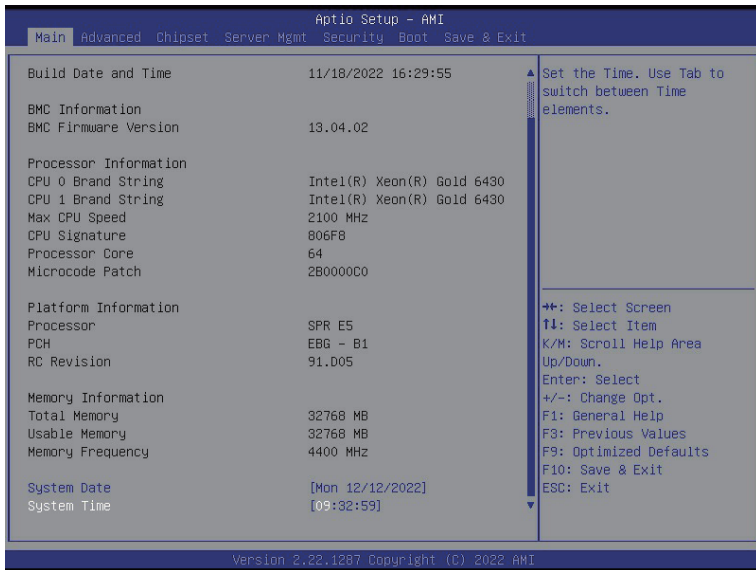 Aptio Setup – AMI
Main Advanced Chipset Server Mgmt Security Boot Save & Exit
Build Date and Time 11/18/2022 16:29:55
BMC Information
BMC Firmware Version 13.04.02
Processor Information
CPU 0 Brand String Intel(R) Xeon(R) Gold 6430
CPU 1 Brand String Intel(R) Xeon(R) Gold 6430
Max CPU Speed 2100 MHz
CPU Signature 806F8
Processor Core 64
Microcode Patch 2B0000C0
Platform Information
Processor SPR E5
PCH EBG – B1
RC Revision 91.D05
Memory Information
Total Memory 32768 MB
Usable Memory 32768 MB
Memory Frequency 4400 MHz
System Date [Mon 12/12/2022]
System Time [09:32:59]
Set the Time. Use Tab to
switch between Time
elements.
→←: Select Screen
↑↓: Select Item
K/M: Scroll Help Area
Up/Down.
Enter: Select
+/-: Change Opt.
F1: General Help
F3: Previous Values
F9: Optimized Defaults
F10: Save & Exit
ESC: Exit
Version 2.22.1287 Copyright (C) 2022 AMI